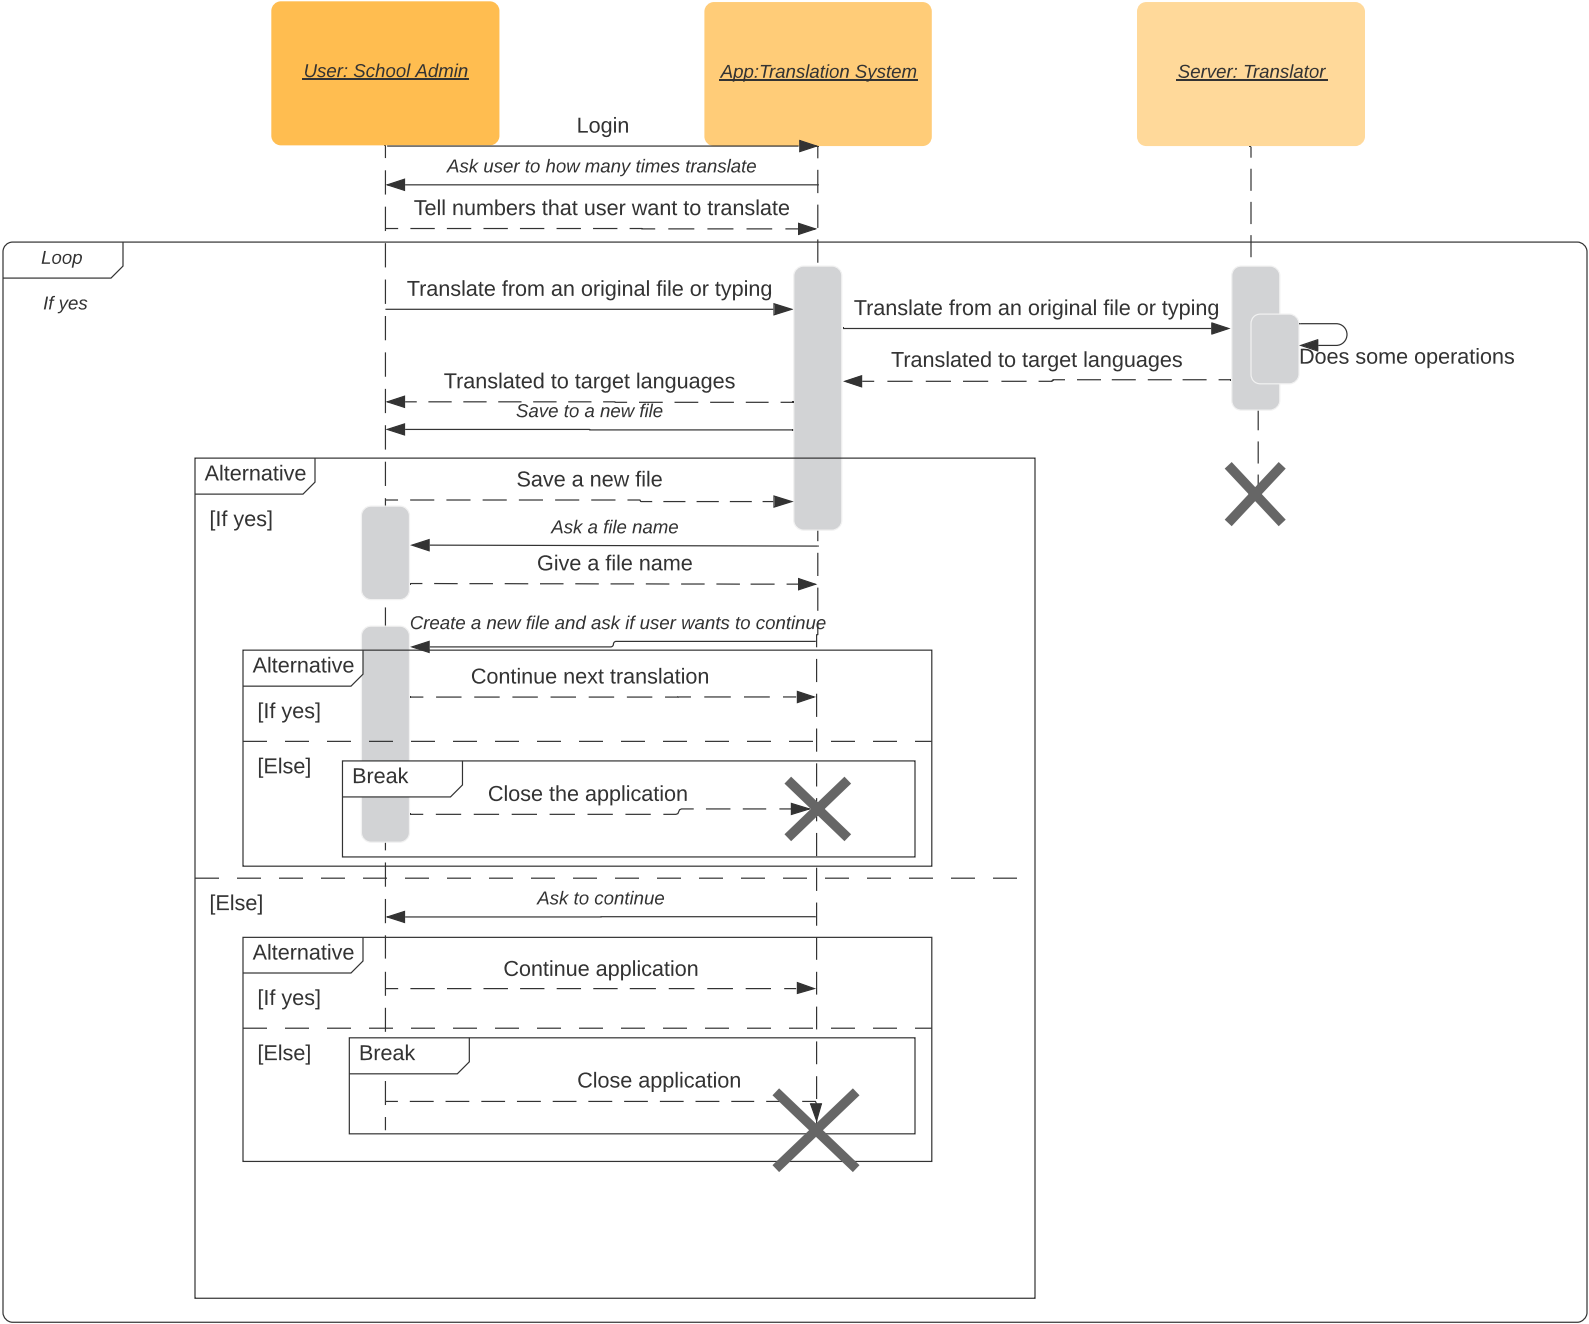 User: School Admin
App:Translation System
Server: Translator
Login
Ask user to how many times translate
Tell numbers that user want to translate
Loop
If yes
Translate from an original file or typing
Translate from an original file or typing
Does some operations
Translated to target languages
Translated to target languages
Save to a new file
Alternative
Save a new file
[If yes]
Ask a file name
Give a file name
Create a new file and ask if user wants to continue
Alternative
Continue next translation
[If yes]
[Else]
Break
Close the application
[Else]
Ask to continue
Alternative
Continue application
[If yes]
[Else]
Break
Close application